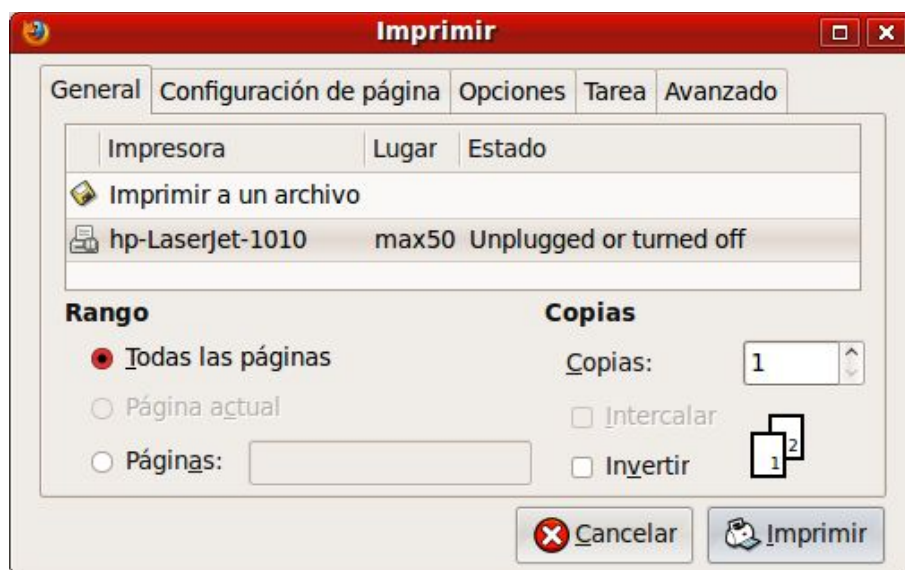 Imprimir
General Configuración de página Opciones Tarea Avanzado
Impresora Lugar Estado
Imprimir a un archivo
hp-LaserJet-1010 max50 Unplugged or turned off
Rango Copias
Todas las páginas Copias: 1
Página actual Intercalar
Páginas: Invertir 1 2
Cancelar Imprimir